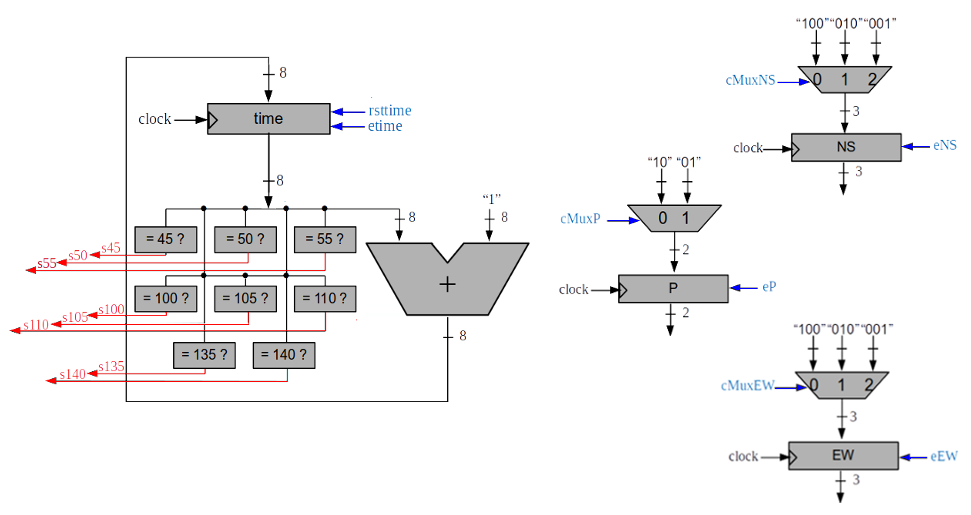 8
clock
time
rsttime
etime
8
8
“1”
8
= 45 ?
= 50 ?
= 55 ?
s45
s50
s55
+
= 100 ?
= 105 ?
= 110 ?
s100
s105
s110
8
= 135 ?
= 140 ?
s135
s140
“100” “010” “001”
cMuxNS
0 1 2
3
clock
NS
eNS
3
“10” “01”
cMuxP
0 1
2
clock
P
eP
2
“100” “010” “001”
cMuxEW
0 1 2
3
clock
EW
eEW
3